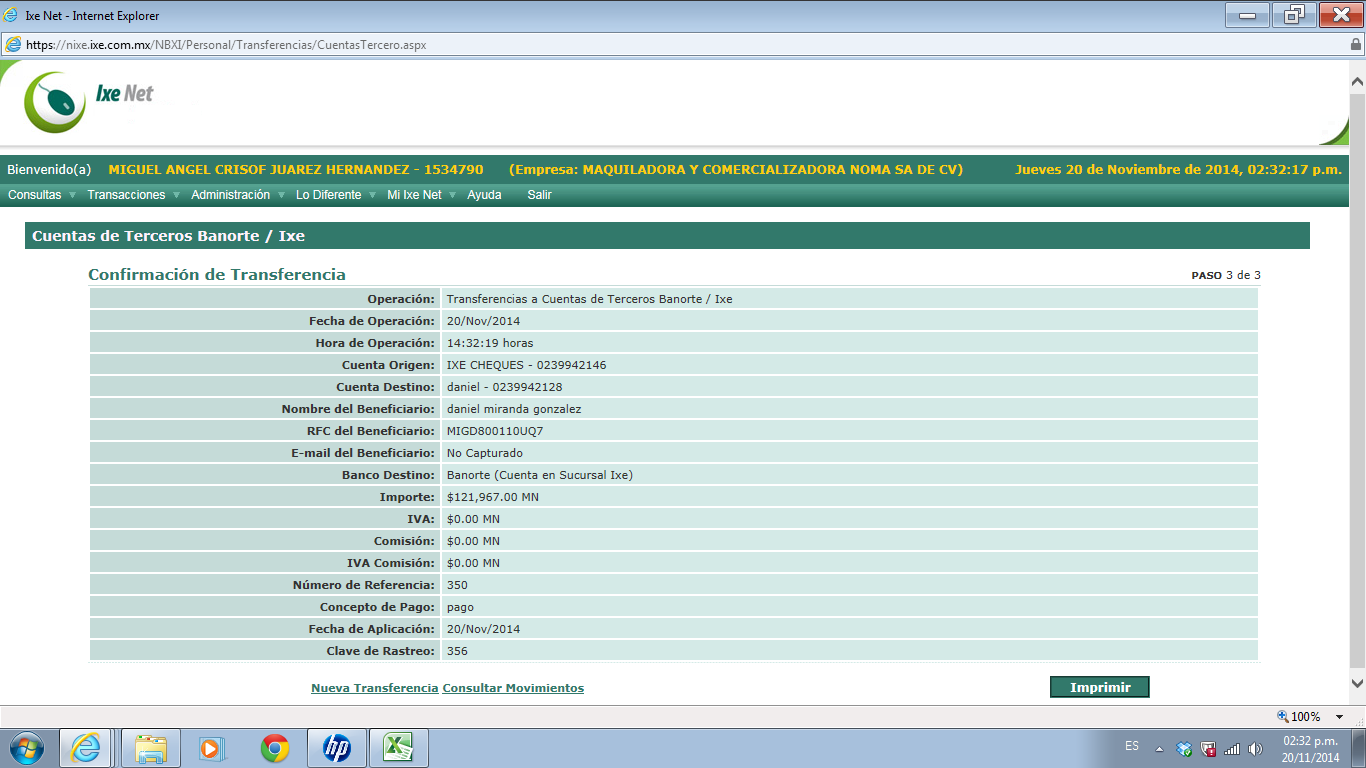 Ixe Net - Internet Explorer
https://nixe.ixe.com.mx/NBXI/Personal/Transferencias/CuentasTercero.aspx
Ixe Net
Bienvenido(a) MIGUEL ANGEL CRISOF JUAREZ HERNANDEZ - 1534790 (Empresa: MAQUILADORA Y COMERCIALIZADORA NOMA SA DE CV) Jueves 20 de Noviembre de 2014, 02:32:17 p.m.
Consultas Transacciones Administración Lo Diferente Mi Ixe Net Ayuda Salir
Cuentas de Terceros Banorte / Ixe
Confirmación de Transferencia PASO 3 de 3
Operación: Transferencias a Cuentas de Terceros Banorte / Ixe
Fecha de Operación: 20/Nov/2014
Hora de Operación: 14:32:19 horas
Cuenta Origen: IXE CHEQUES - 0239942146
Cuenta Destino: daniel - 0239942128
Nombre del Beneficiario: daniel miranda gonzalez
RFC del Beneficiario: MIGD800110UQ7
E-mail del Beneficiario: No Capturado
Banco Destino: Banorte (Cuenta en Sucursal Ixe)
Importe: $121,967.00 MN
IVA: $0.00 MN
Comisión: $0.00 MN
IVA Comisión: $0.00 MN
Número de Referencia: 350
Concepto de Pago: pago
Fecha de Aplicación: 20/Nov/2014
Clave de Rastreo: 356
Nueva Transferencia Consultar Movimientos Imprimir
100%
ES 02:32 p.m.
20/11/2014